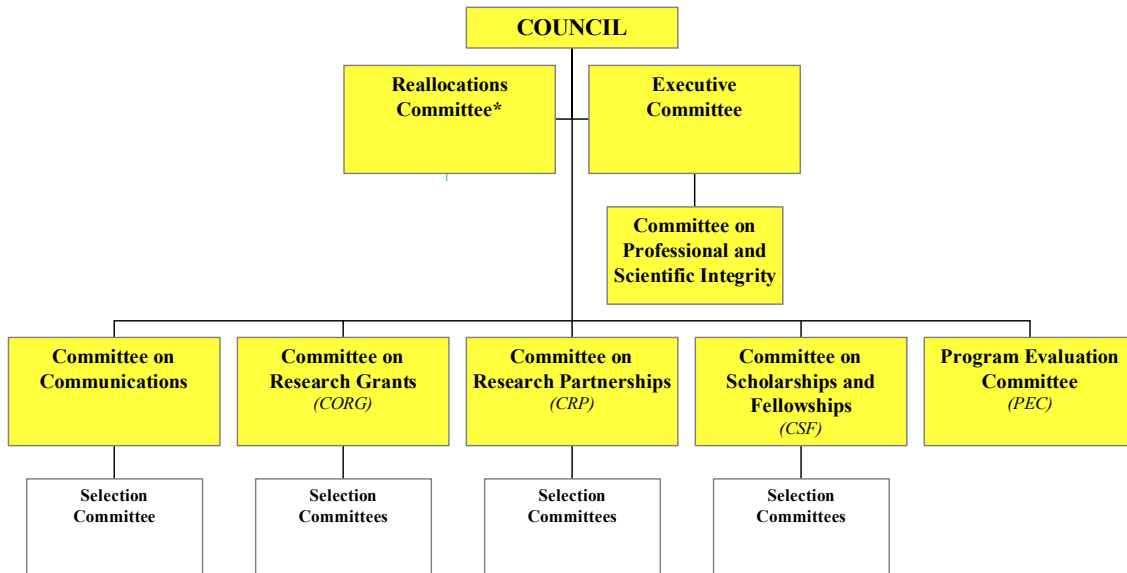 COUNCIL
Reallocations
Committee*
Executive
Committee
Committee on
Professional and
Scientific Integrity
Committee on
Communications
Committee on
Research Grants
(CORG)
Committee on
Research Partnerships
(CRP)
Committee on
Scholarships and
Fellowships
(CSF)
Program Evaluation
Committee
(PEC)
Selection
Committee
Selection
Committees
Selection
Committees
Selection
Committees